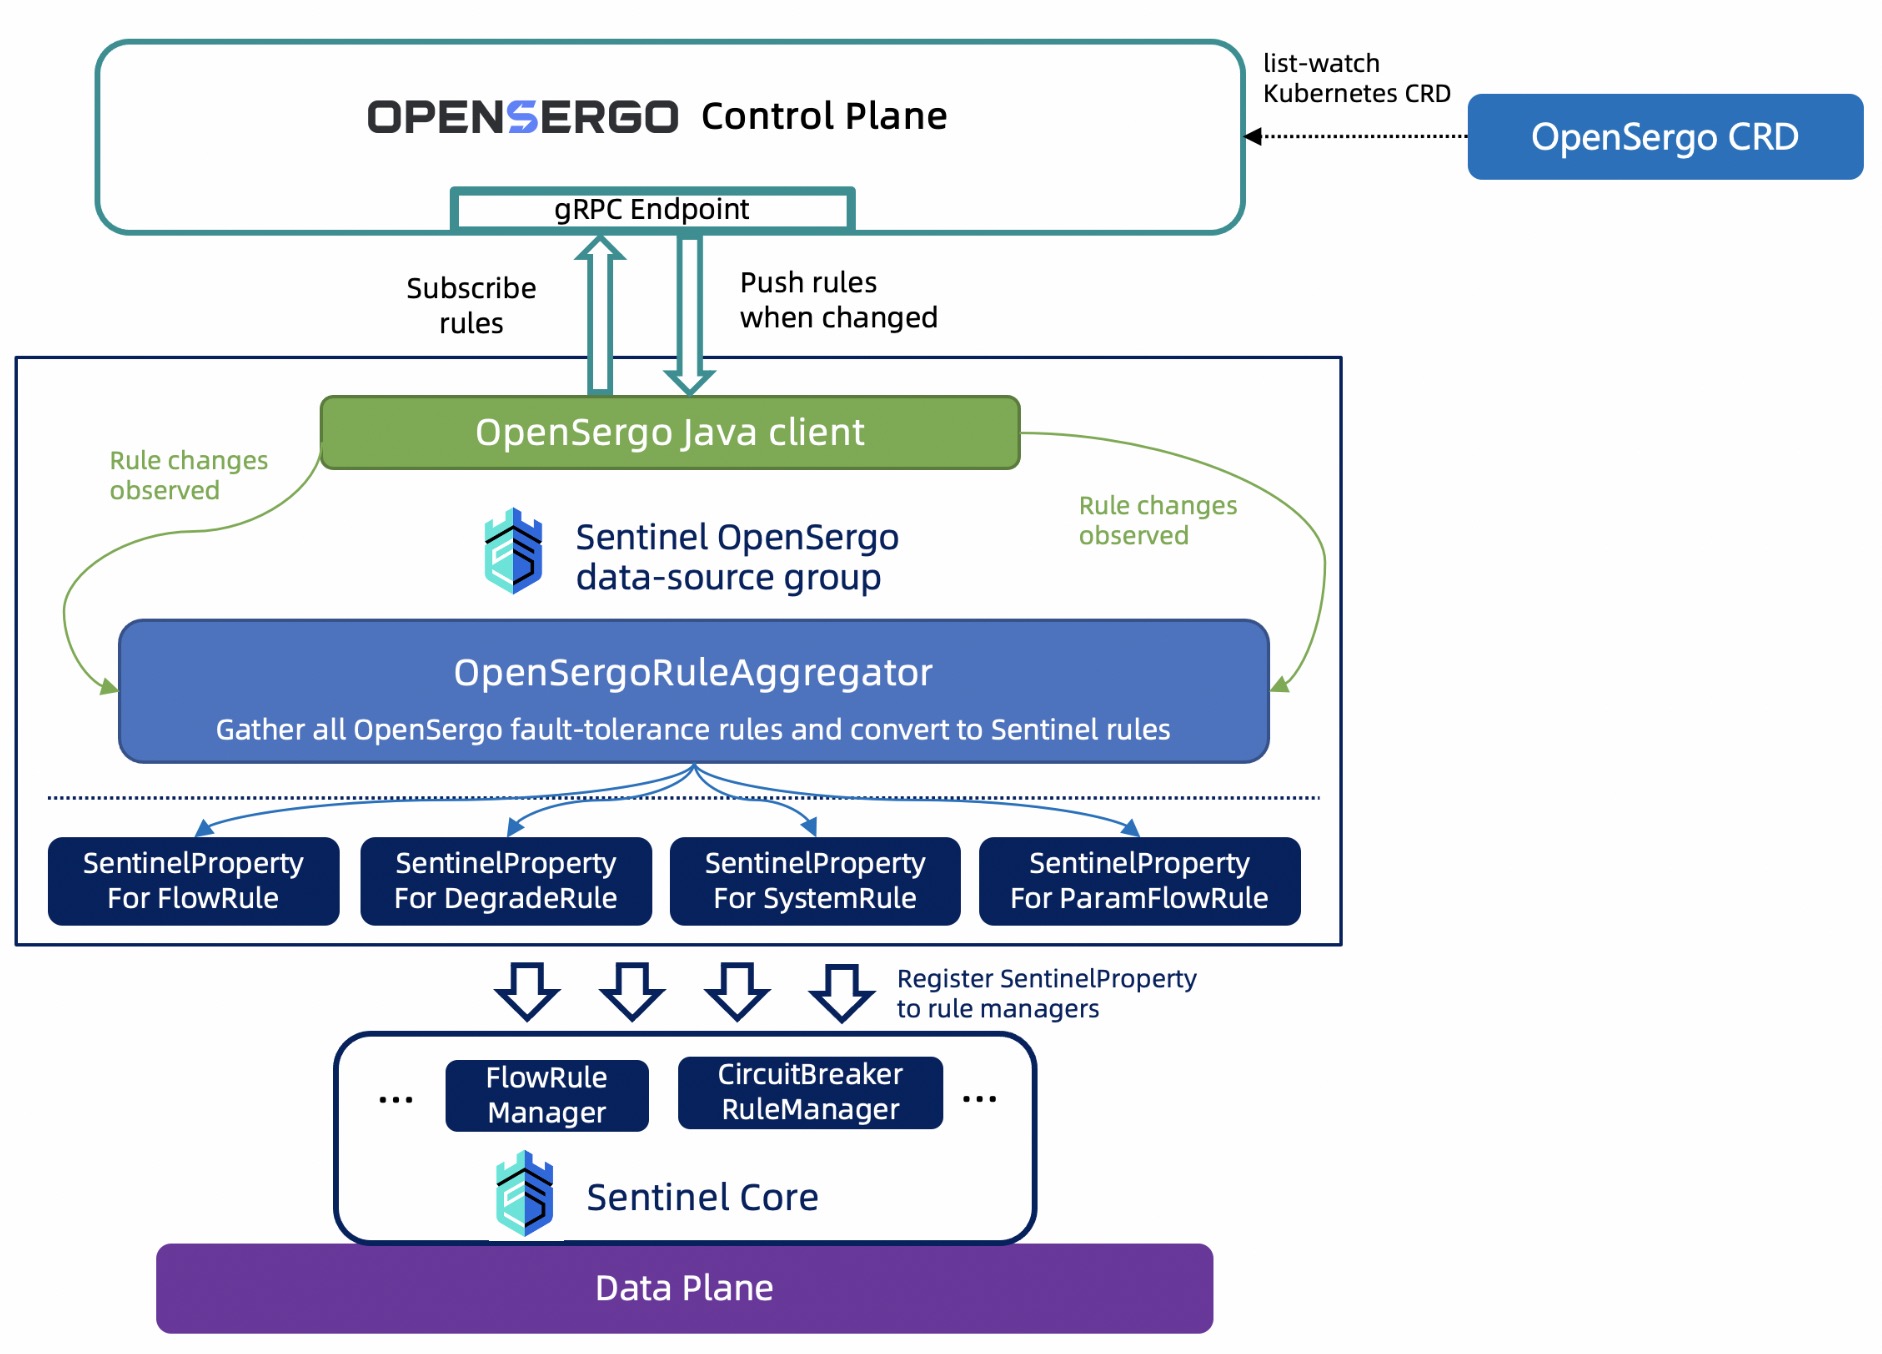 OPENSERGO Control Plane
gRPC Endpoint
list-watch
Kubernetes CRD
OpenSergo CRD
Subscribe
rules
Push rules
when changed
OpenSergo Java client
Rule changes
observed
Rule changes
observed
Sentinel OpenSergo
data-source group
OpenSergoRuleAggregator
Gather all OpenSergo fault-tolerance rules and convert to Sentinel rules
SentinelProperty
For FlowRule
SentinelProperty
For DegradeRule
SentinelProperty
For SystemRule
SentinelProperty
For ParamFlowRule
Register SentinelProperty
to rule managers
...
FlowRule
Manager
CircuitBreaker
RuleManager
...
Sentinel Core
Data Plane